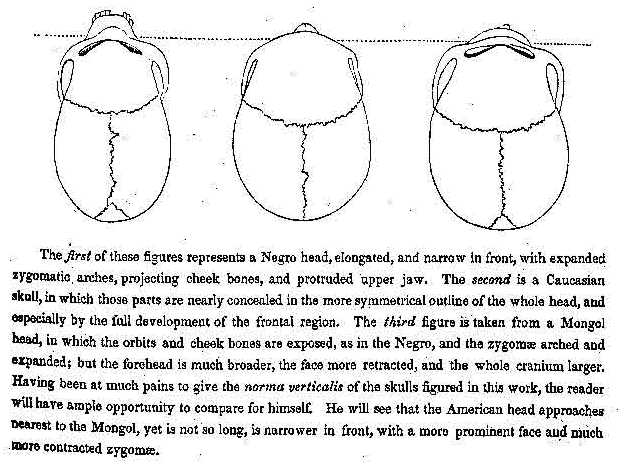 The first of these figures represents a Negro head, elongated, and narrow in front, with expanded
zygomatic arches, projecting cheek bones, and protruded upper jaw. The second is a Caucasian
skull, in which those parts are nearly concealed in the more symmetrical outline of the whole head, and
especially by the full development of the frontal region. The third figure is taken from a Mongol
head, in which the orbits and cheek bones are exposed, as in the Negro, and the zygomæ arched and
expanded; but the forehead is much broader, the face more retracted, and the whole cranium larger.
Having been at much pains to give the norma verticalis of the skulls figured in this work, the reader
will have ample opportunity to compare for himself. He will see that the American head approaches
nearest to the Mongol, yet is not so long, is narrower in front, with a more prominent face and much
more contracted zygomæ.